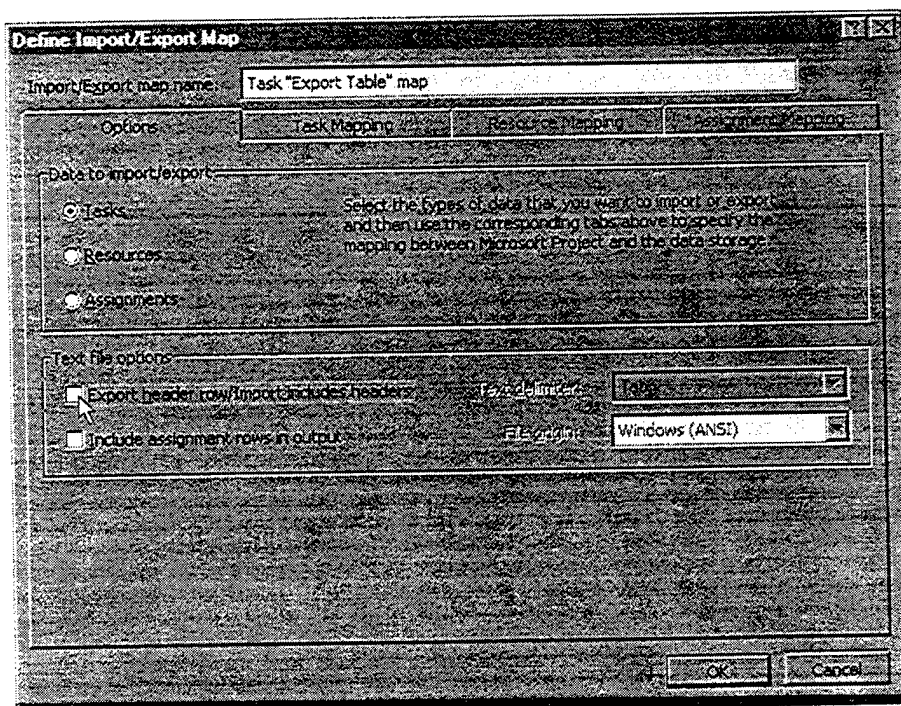 Define Import/Export Map
Import/Export map name: Task "Export Table" map
Options Task Mapping Resource Mapping Assignment Mapping
Data to import/export
Tasks
Select the types of data that you want to import or export
and then use the corresponding tabs above to specify the
mapping between Microsoft Project and the data storage.
Resources
Assignments
Text file options
Export header row/Import includes headers
Text delimiter: Tab
Include assignment rows in output
File origin: Windows (ANSI)
OK Cancel